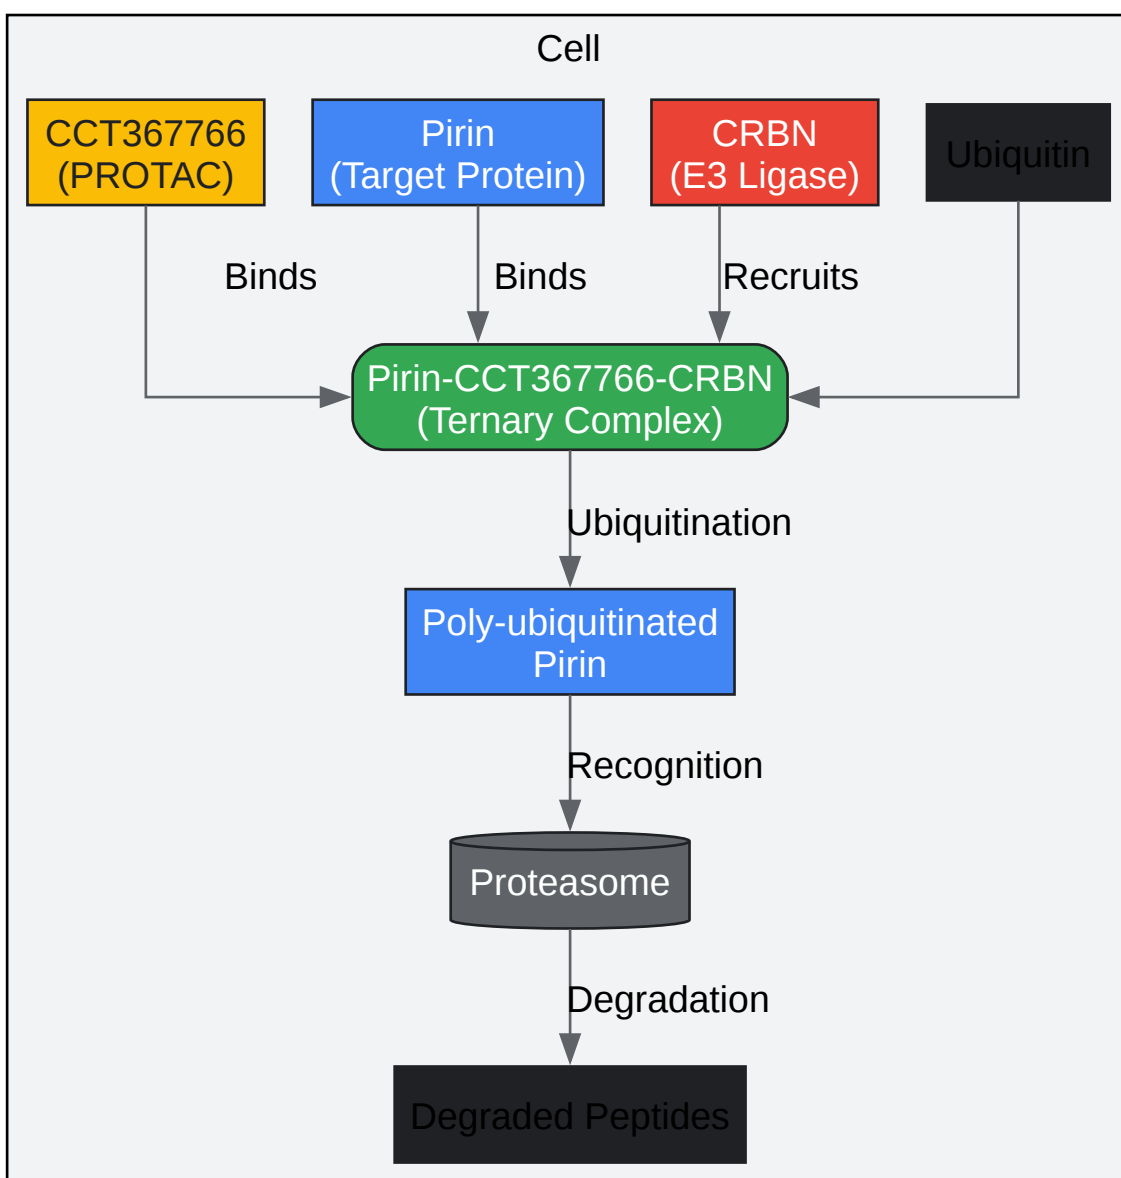 Cell
CCT367766
(PROTAC)
Pirin
(Target Protein)
CRBN
(E3 Ligase)
Ubiquitin
Binds
Binds
Recruits
Pirin-CCT367766-CRBN
(Ternary Complex)
Ubiquitination
Poly-ubiquitinated
Pirin
Recognition
Proteasome
Degradation
Degraded Peptides